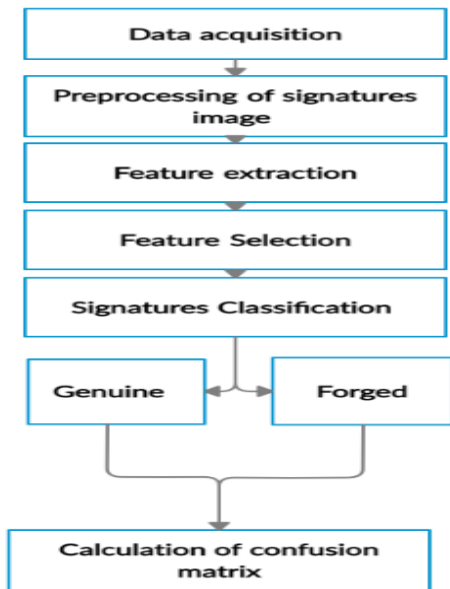 Data acquisition
Preprocessing of signatures
image
Feature extraction
Feature Selection
Signatures Classification
Genuine
Forged
Calculation of confusion
matrix